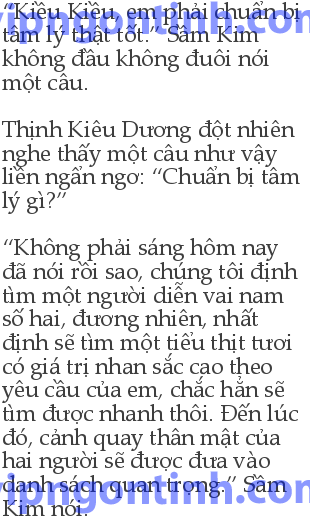 “Kiều Kiều, em phải chuẩn bị
tâm lý thật tốt.” Sầm Kim
không đầu không đuôi nói
một câu.
Thịnh Kiêu Dương đột nhiên
nghe thấy một câu như vậy
liền ngẩn ngơ: “Chuẩn bị tâm
lý gì?”
“Không phải sáng hôm nay
đã nói rồi sao, chúng tôi định
tìm một người diễn vai nam
số hai, đương nhiên, nhất
định sẽ tìm một tiểu thịt tươi
có giá trị nhan sắc cao theo
yêu cầu của em, chắc hẳn sẽ
tìm được nhanh thôi. Đến lúc
đó, cảnh quay thân mật của
hai người sẽ được đưa vào
danh sách quan trọng.” Sầm
Kim nói.
vipngontinh.com
vipngontinh.com